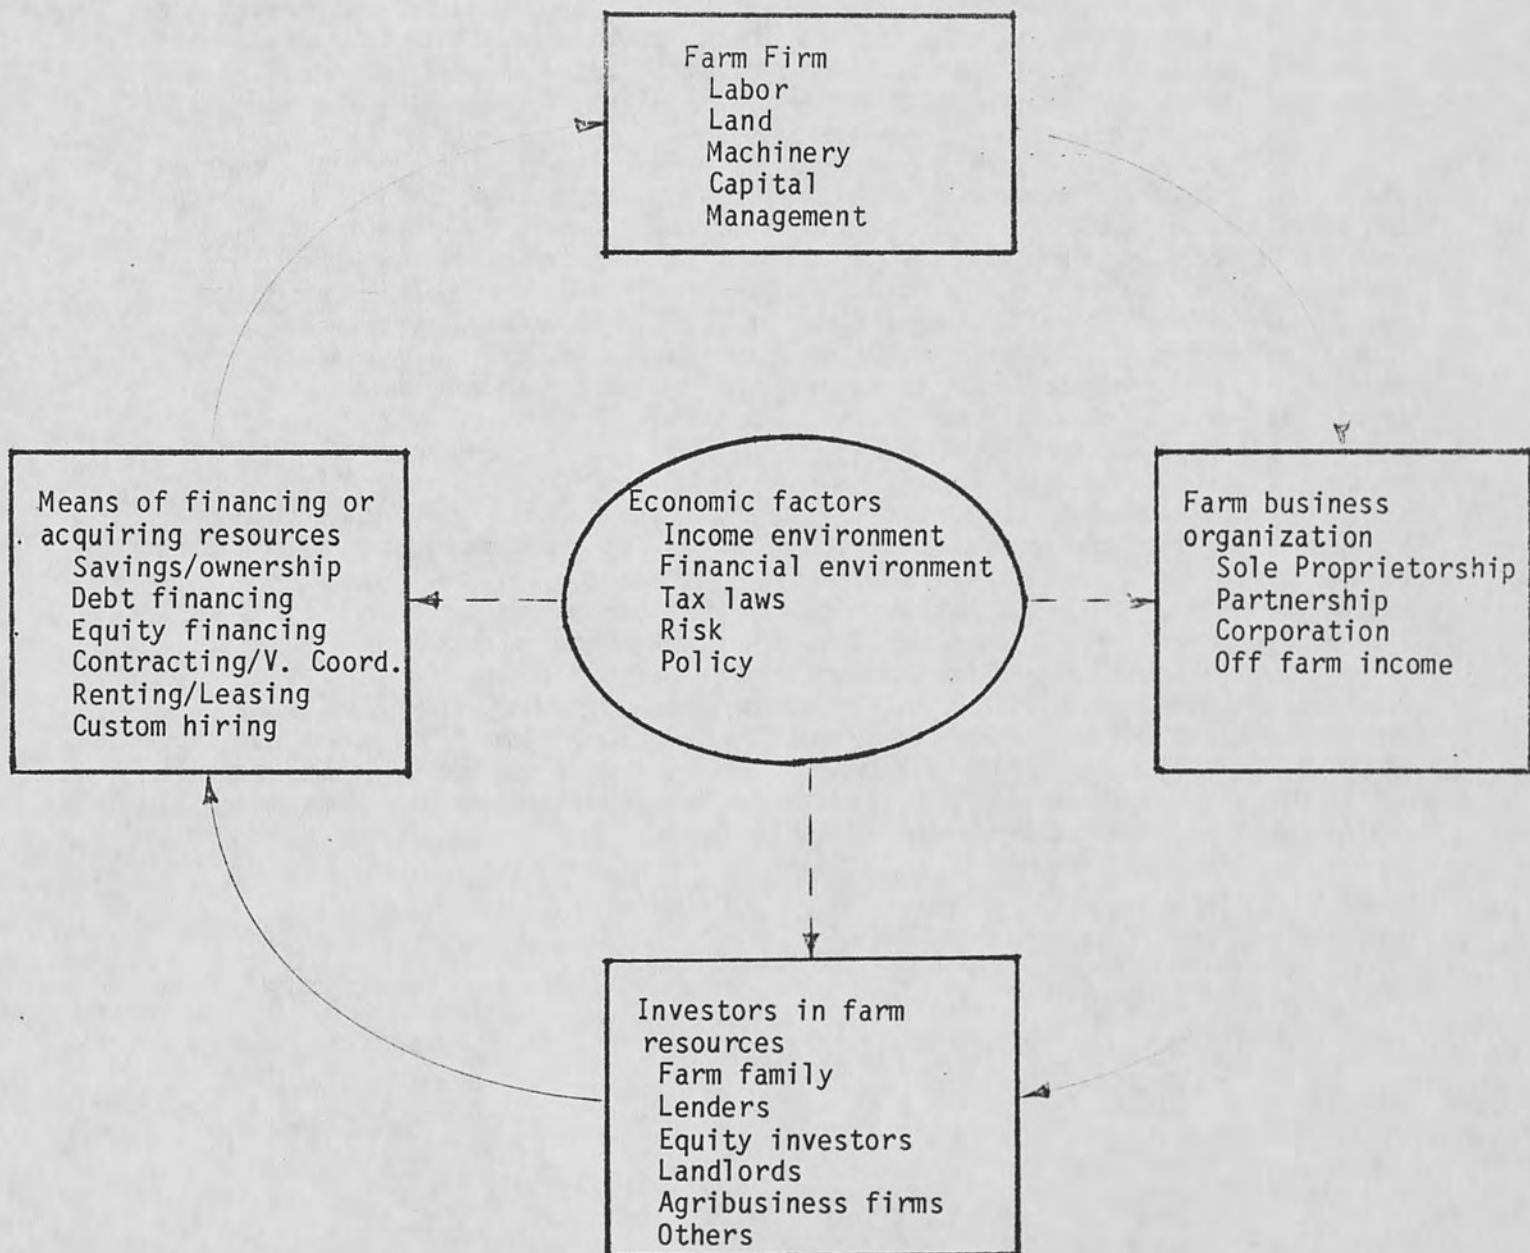 Farm Firm
Labor
Land
Machinery
Capital
Management
Means of financing or
acquiring resources
Savings/ownership
Debt financing
Equity financing
Contracting/V. Coord.
Renting/Leasing
Custom hiring
Economic factors
Income environment
Financial environment
Tax laws
Risk
Policy
Farm business
organization
Sole Proprietorship
Partnership
Corporation
Off farm income
Investors in farm
resources
Farm family
Lenders
Equity investors
Landlords
Agribusiness firms
Others